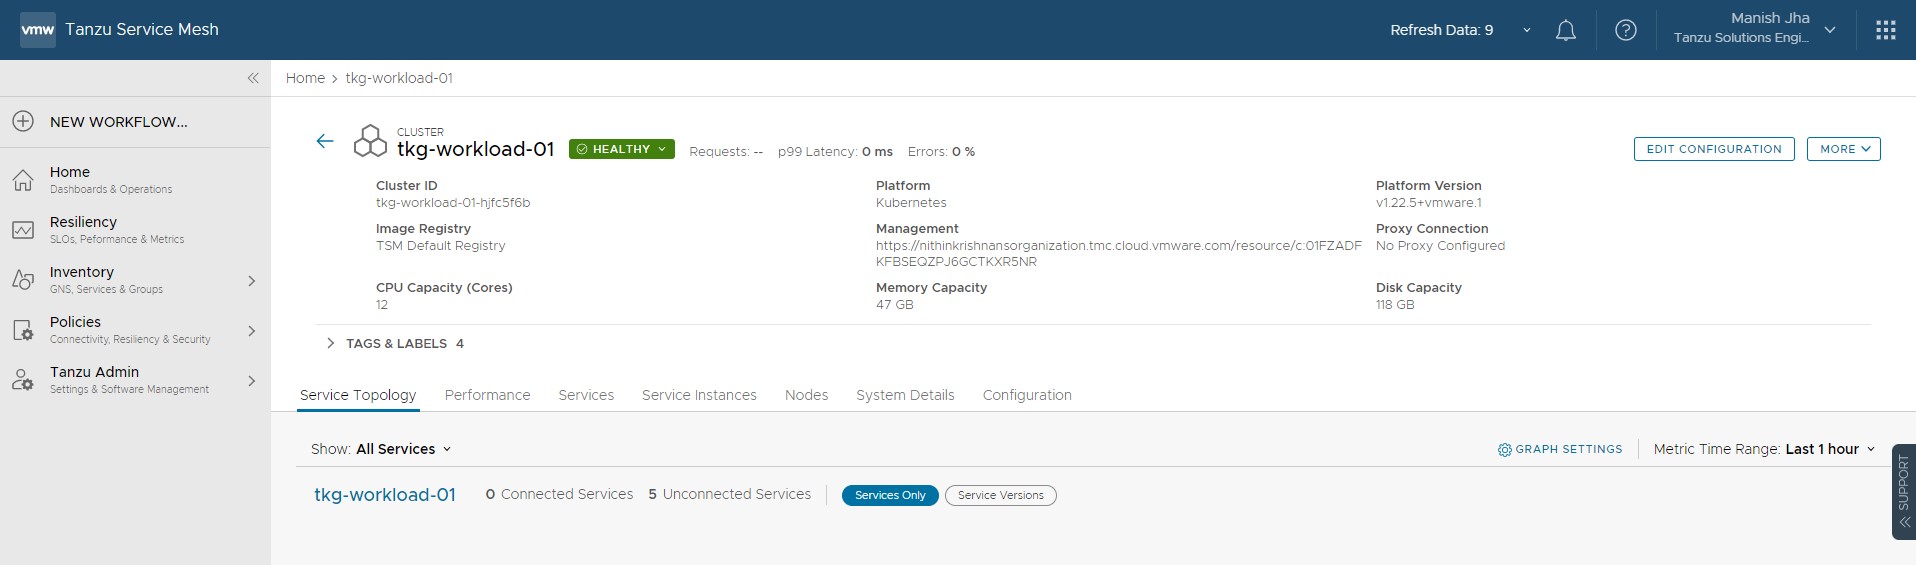 vmw Tanzu Service Mesh
Refresh Data: 9
Manish Jha
Tanzu Solutions Engi...
Home > tkg-workload-01
NEW WORKFLOW...
Home
Dashboards & Operations
Resiliency
SLOs, Peformance & Metrics
Inventory
GNS, Services & Groups
Policies
Connectivity, Resiliency & Security
Tanzu Admin
Settings & Software Management
CLUSTER
tkg-workload-01 HEALTHY Requests: -- p99 Latency: 0 ms Errors: 0 %
EDIT CONFIGURATION MORE
Cluster ID
tkg-workload-01-hjfc5f6b
Platform
Kubernetes
Platform Version
v1.22.5+vmware.1
Image Registry
TSM Default Registry
Management
https://nithinkrishnansorganization.tmc.cloud.vmware.com/resource/c:01FZADF
KFBSEQZPJ6GCTKXR5NR
Proxy Connection
No Proxy Configured
CPU Capacity (Cores)
12
Memory Capacity
47 GB
Disk Capacity
118 GB
TAGS & LABELS 4
Service Topology Performance Services Service Instances Nodes System Details Configuration
Show: All Services
GRAPH SETTINGS
Metric Time Range: Last 1 hour
tkg-workload-01 0 Connected Services 5 Unconnected Services Services Only Service Versions
SUPPORT